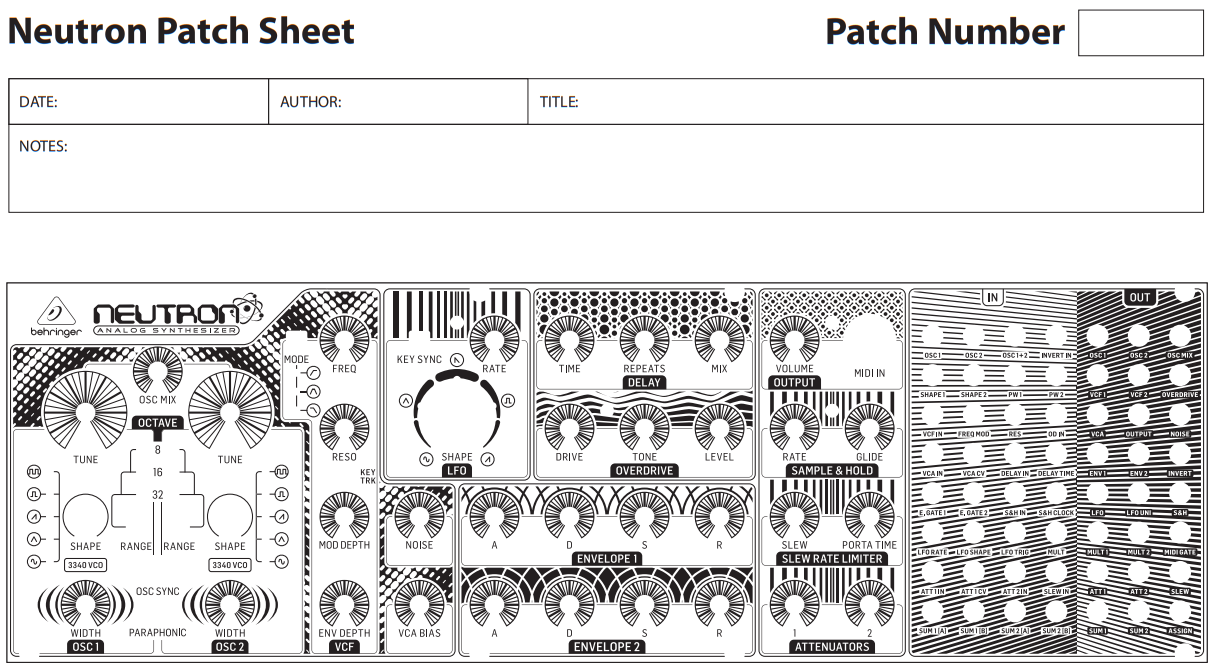 Neutron Patch Sheet
Patch Number
DATE:
AUTHOR:
TITLE:
NOTES:
behringer
NEUTRON
ANALOG SYNTHESIZER
OSC MIX
OCTAVE
TUNE
TUNE
8
16
32
SHAPE
RANGE
RANGE
SHAPE
3340 VCO
3340 VCO
OSC SYNC
WIDTH
PARAPHONIC
WIDTH
OSC 1
OSC 2
MODE
FREQ
RESO
KEY
TRK
MOD DEPTH
ENV DEPTH
VCF
KEY SYNC
RATE
SHAPE
LFO
NOISE
VCA BIAS
TIME
REPEATS
MIX
DELAY
DRIVE
TONE
LEVEL
OVERDRIVE
A
D
S
R
ENVELOPE 1
A
D
S
R
ENVELOPE 2
VOLUME
MIDI IN
OUTPUT
RATE
GLIDE
SAMPLE & HOLD
SLEW
PORTA TIME
SLEW RATE LIMITER
1
2
ATTENUATORS
IN
OUT
OSC 1 OSC 2 OSC 1+2 INVERT IN OSC 1 OSC 2 OSC MIX
SHAPE 1 SHAPE 2 PW 1 PW 2 VCF 1 VCF 2 OVERDRIVE
VCF IN FREQ MOD RES OD IN VCA OUTPUT NOISE
VCA IN VCA CV DELAY IN DELAY TIME ENV 1 ENV 2 INVERT
E, GATE 1 E, GATE 2 S&H IN S&H CLOCK LFO LFO UNI S&H
LFO RATE LFO SHAPE LFO TRIG MULT MULT 1 MULT 2 MIDI GATE
ATT 1 IN ATT 1 CV ATT 2 IN SLEW IN ATT 1 ATT 2 SLEW
SUM 1 [A] SUM 1 [B] SUM 2 [A] SUM 2 [B] SUM 1 SUM 2 ASSIGN